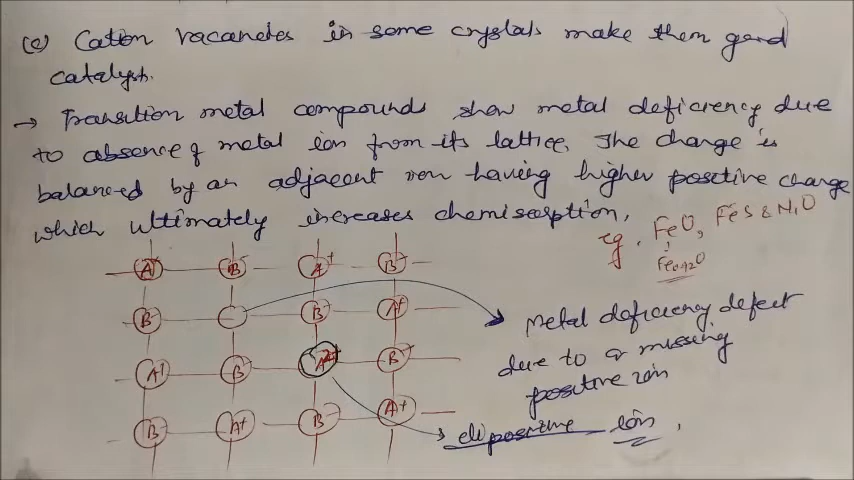 (c) Cation vacancies in some crystals make them good
catalyst.
→ Transition metal compounds show metal deficiency due
to absence of metal ion from its lattice. The charge is
balanced by an adjacent ion having higher positive charge
which ultimately increases chemisorption.
eg. FeO, FeS & NiO
A+ B- A+ B-
B- B- A+
A+ B- A2+ B-
B- A+ B- A+
Metal deficiency defect
due to a missing
positive ion
dipositive ion.